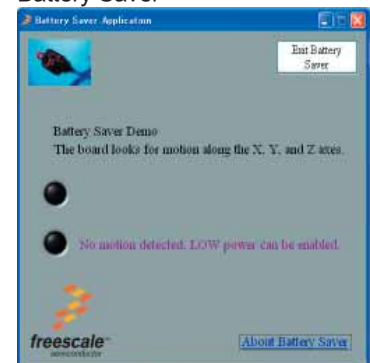 Battery Saver
Battery Saver Application
Exit Battery
Saver
Battery Saver Demo
The board looks for motion along the X, Y, and Z axes.
No motion detected. LOW power can be enabled.
freescale
semiconductor
About Battery Saver